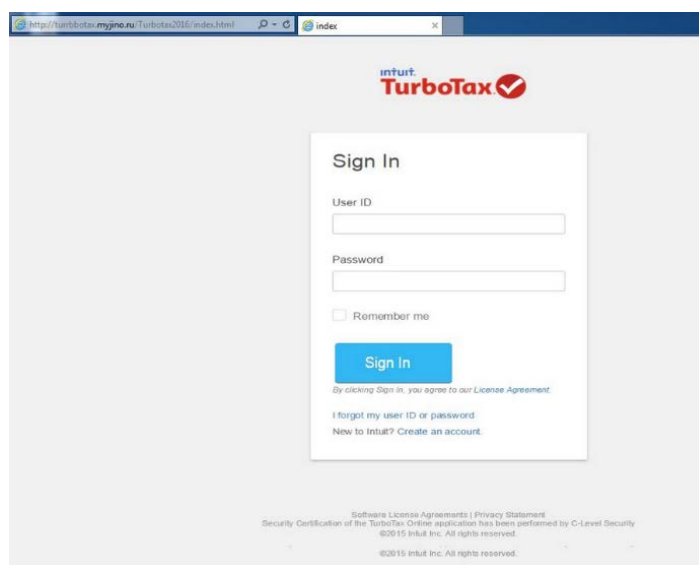 http://turrbbotax.myjino.ru/Turbotax2016/index.html
index
intuit.
TurboTax.
Sign In
User ID
Password
Remember me
Sign In
By clicking Sign In, you agree to our License Agreement.
I forgot my user ID or password.
New to Intuit? Create an account.
Software License Agreements | Privacy Statement
Security Certification of the TurboTax Online application has been performed by C-Level Security
©2015 Intuit Inc. All rights reserved.
©2015 Intuit Inc. All rights reserved.